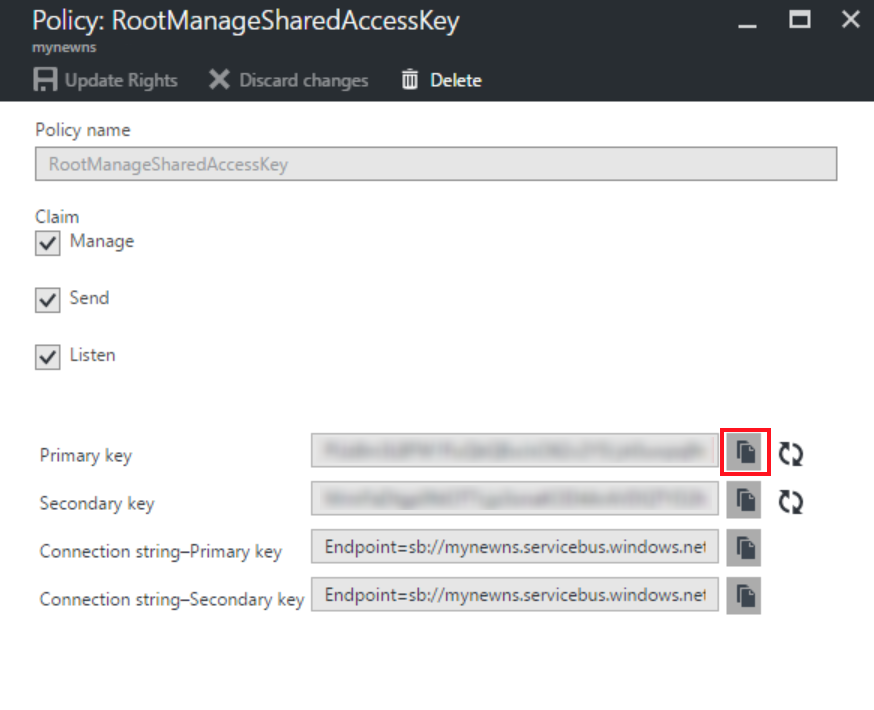 Policy: RootManageSharedAccessKey
mynewns
Update Rights Discard changes Delete
Policy name
RootManageSharedAccessKey
Claim
Manage
Send
Listen
Primary key
Secondary key
Connection string–Primary key Endpoint=sb://mynewns.servicebus.windows.net
Connection string–Secondary key Endpoint=sb://mynewns.servicebus.windows.net